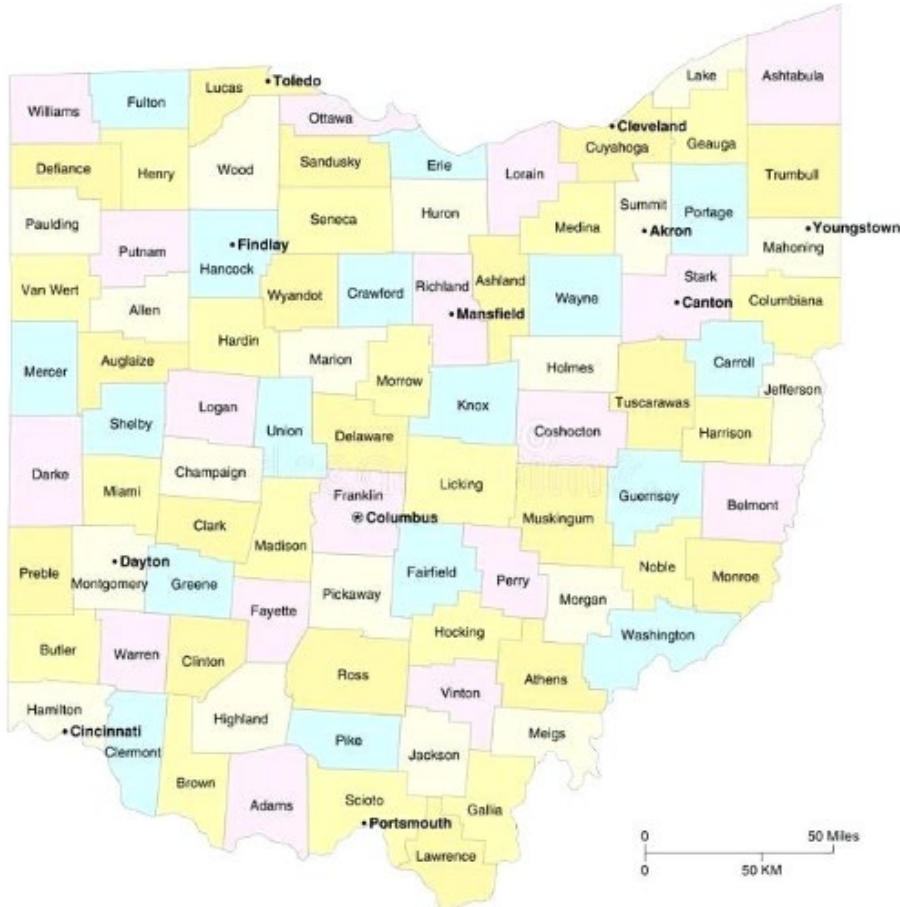 Lake
Ashtabula
Toledo
Lucas
Fulton
Williams
Ottawa
Cleveland
Cuyahoga
Geauga
Sandusky
Erie
Defiance
Henry
Wood
Lorain
Trumbull
Summit
Portage
Huron
Seneca
Medina
Paulding
Akron
Youngstown
Mahoning
Putnam
Findlay
Hancock
Stark
Richland
Ashland
Van Wert
Wyandot
Crawford
Wayne
Canton
Columbiana
Allen
Mansfield
Hardin
Marion
Auglaize
Carroll
Mercer
Holmes
Morrow
Jefferson
Logan
Knox
Tuscarawas
Shelby
Union
Coshocton
Delaware
Harrison
Champaign
Darke
Licking
Miami
Franklin
Guernsey
Belmont
Columbus
Muskingum
Clark
Madison
Dayton
Preble
Montgomery
Greene
Fairfield
Perry
Noble
Monroe
Pickaway
Morgan
Fayette
Hocking
Washington
Butler
Warren
Clinton
Ross
Athens
Vinton
Hamilton
Cincinnati
Highland
Meigs
Clermont
Pike
Jackson
Brown
Adams
Scioto
Gallia
Portsmouth
Lawrence
0 50 Miles
0 50 KM